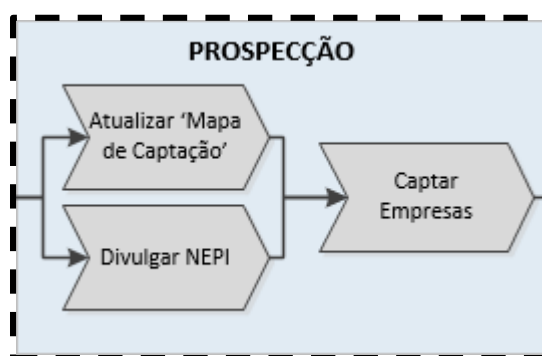 PROSPECÇÃO
Atualizar ‘Mapa
de Captação’
Divulgar NEPI
Captar
Empresas